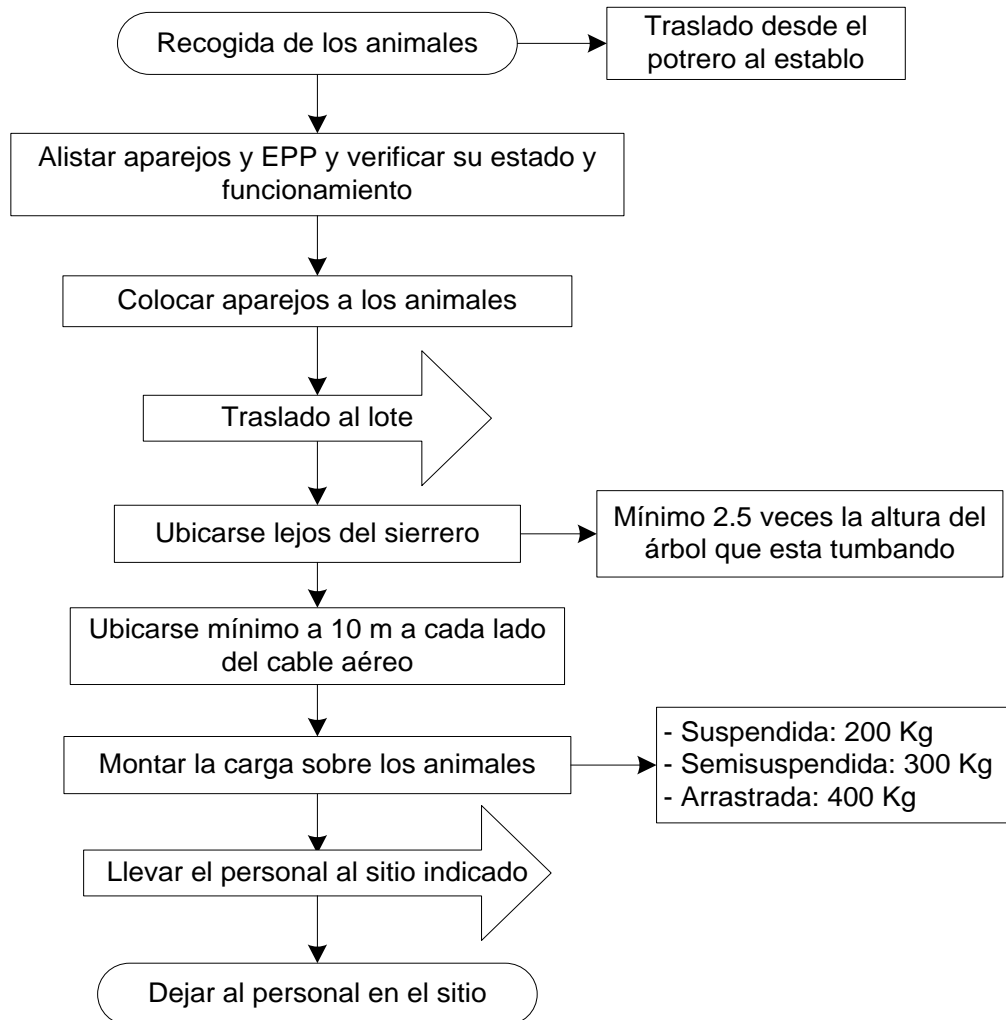 Recogida de los animales
Traslado desde el
potrero al establo
Alistar aparejos y EPP y verificar su estado y
funcionamiento
Colocar aparejos a los animales
Traslado al lote
Ubicarse lejos del sierrero
Mínimo 2.5 veces la altura del
árbol que esta tumbando
Ubicarse mínimo a 10 m a cada lado
del cable aéreo
Montar la carga sobre los animales
- Suspendida: 200 Kg
- Semisuspendida: 300 Kg
- Arrastrada: 400 Kg
Llevar el personal al sitio indicado
Dejar al personal en el sitio